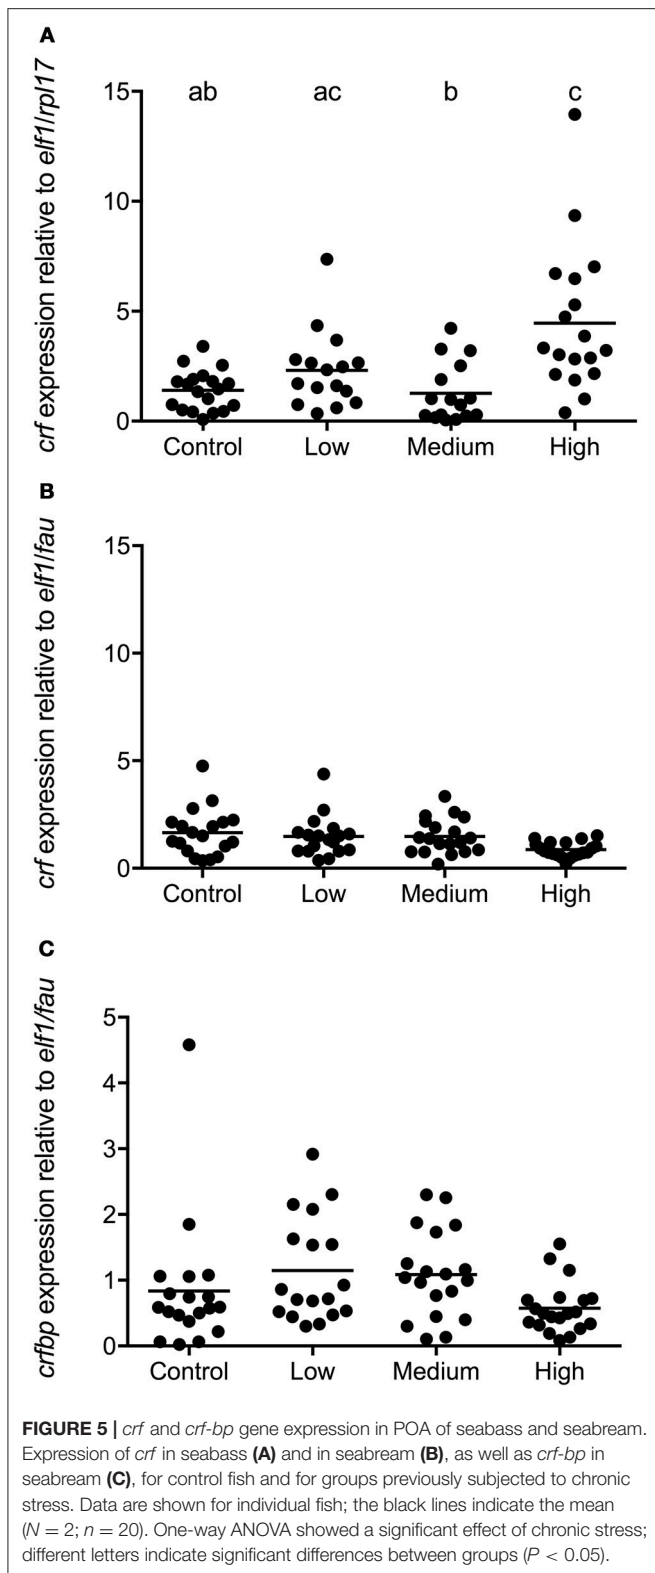 A
crf expression relative to elf1/rpl17
15
10
5
0
ab ac b c
Control Low Medium High
B
crf expression relative to elf1/fau
15
10
5
0
Control Low Medium High
C
crfbp expression relative to elf1/fau
5
4
3
2
1
0
Control Low Medium High
FIGURE 5 | crf and crf-bp gene expression in POA of seabass and seabream.
Expression of crf in seabass (A) and in seabream (B), as well as crf-bp in
seabream (C), for control fish and for groups previously subjected to chronic
stress. Data are shown for individual fish; the black lines indicate the mean
(N = 2; n = 20). One-way ANOVA showed a significant effect of chronic stress;
different letters indicate significant differences between groups (P < 0.05).